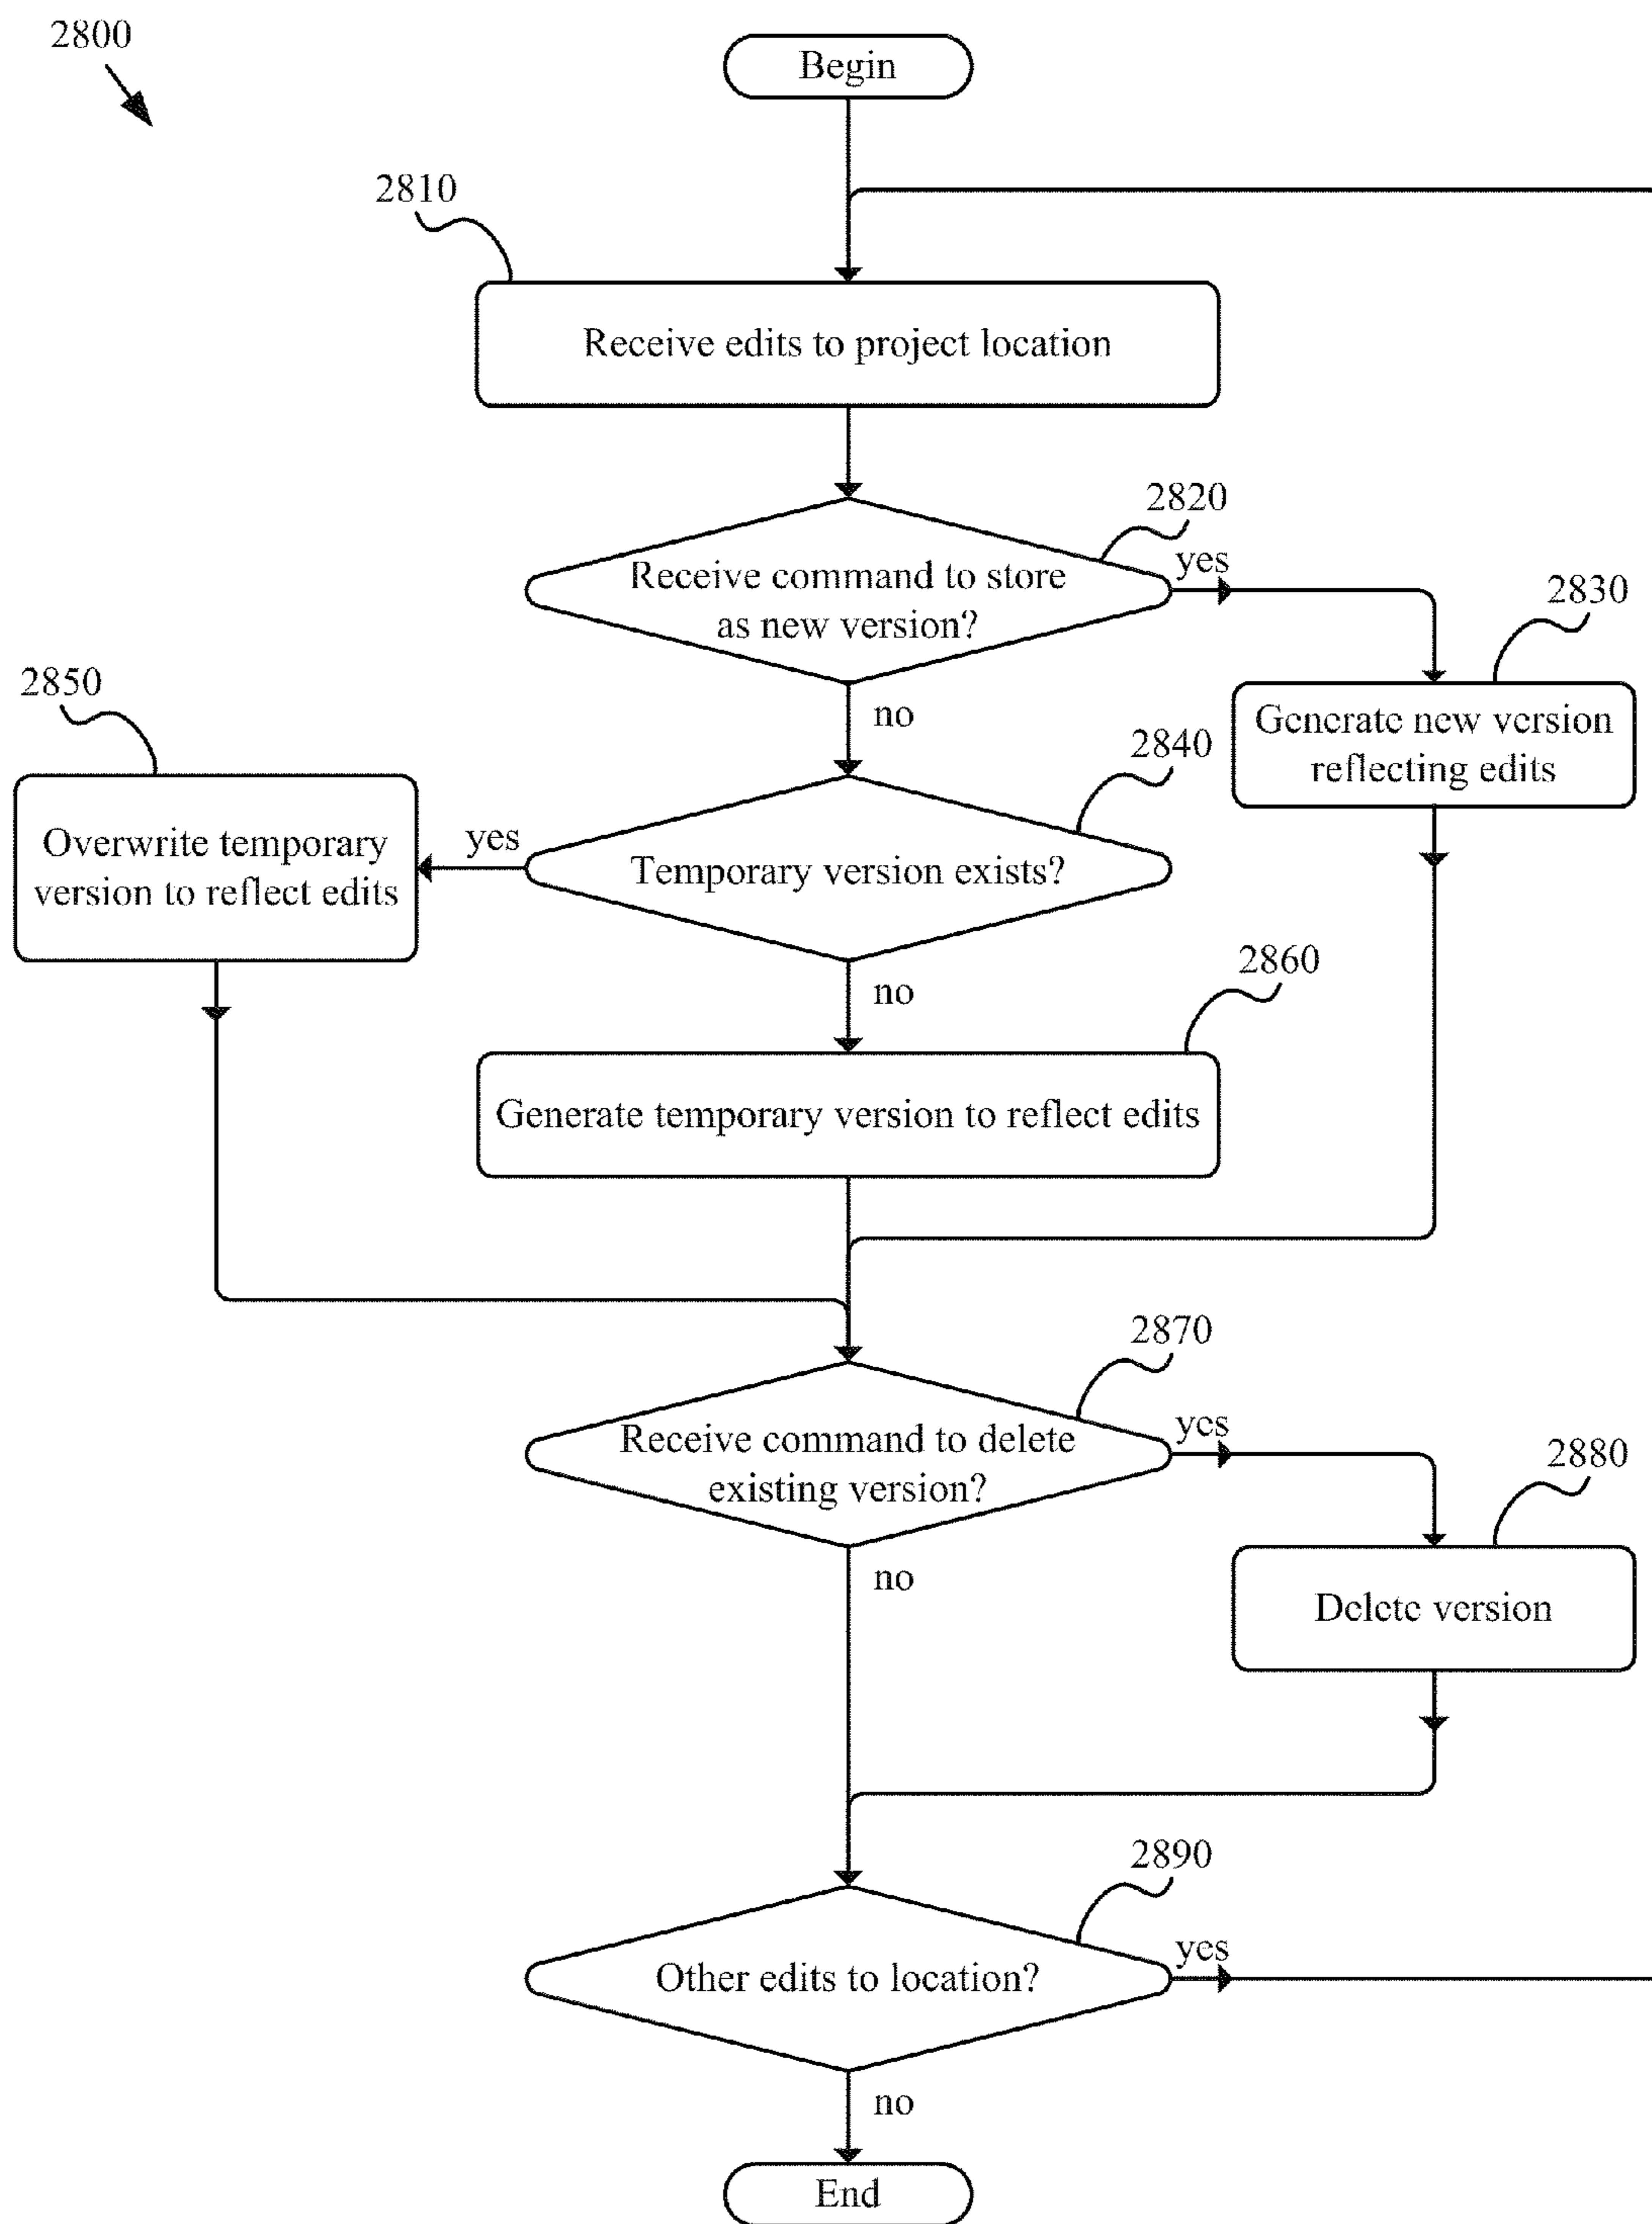 2800
Begin
2810
Receive edits to project location
2820
Receive command to store
as new version?
yes
2830
Generate new version
reflecting edits
no
2850
2840
Overwrite temporary
version to reflect edits
yes
Temporary version exists?
no
2860
Generate temporary version to reflect edits
2870
Receive command to delete
existing version?
yes
2880
Delete version
no
2890
Other edits to location?
yes
no
End